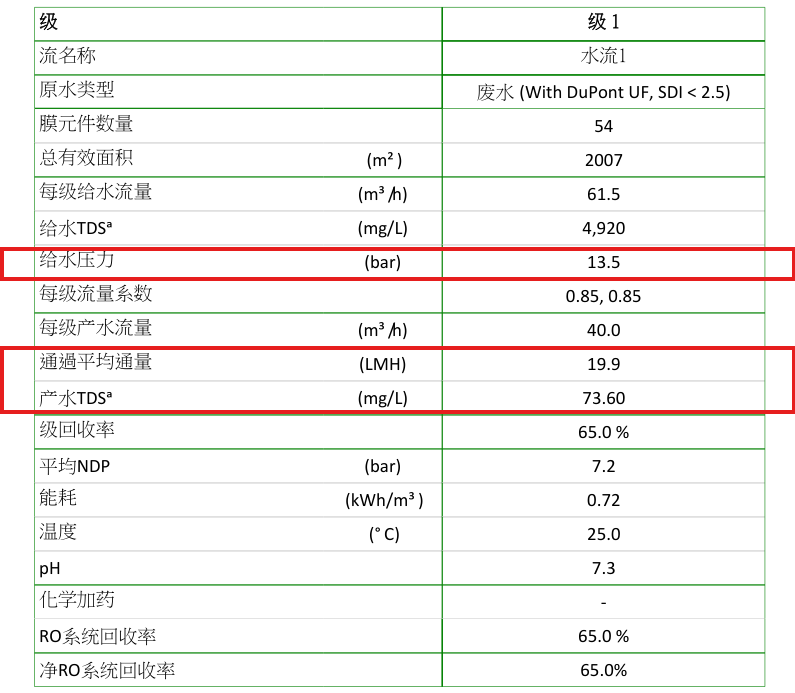 级 级 1
流名称 水流1
原水类型 废水 (With DuPont UF, SDI < 2.5)
膜元件数量 54
总有效面积 (m² ) 2007
每级给水流量 (m³ /h) 61.5
给水TDSᵃ (mg/L) 4,920
给水压力 (bar) 13.5
每级流量系数 0.85, 0.85
每级产水流量 (m³ /h) 40.0
通過平均通量 (LMH) 19.9
产水TDSᵃ (mg/L) 73.60
级回收率 65.0 %
平均NDP (bar) 7.2
能耗 (kWh/m³ ) 0.72
温度 (° C) 25.0
pH 7.3
化学加药 -
RO系统回收率 65.0 %
净RO系统回收率 65.0%